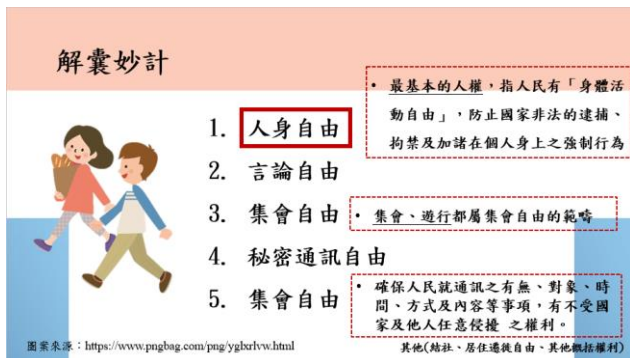 解囊妙計
• 最基本的人權，指人民有「身體活
動自由」，防止國家非法的逮捕、
拘禁及加諸在個人身上之強制行為
1. 人身自由
2. 言論自由
3. 集會自由
• 集會、遊行都屬集會自由的範疇
4. 秘密通訊自由
5. 集會自由
• 確保人民就通訊之有無、對象、時
間、方式及內容等事項，有不受國
家及他人任意侵擾 之權利。
圖案來源：https://www.pngbag.com/png/yglxrlvw.html
其他(結社、居住遷徙自由、其他概括權利)